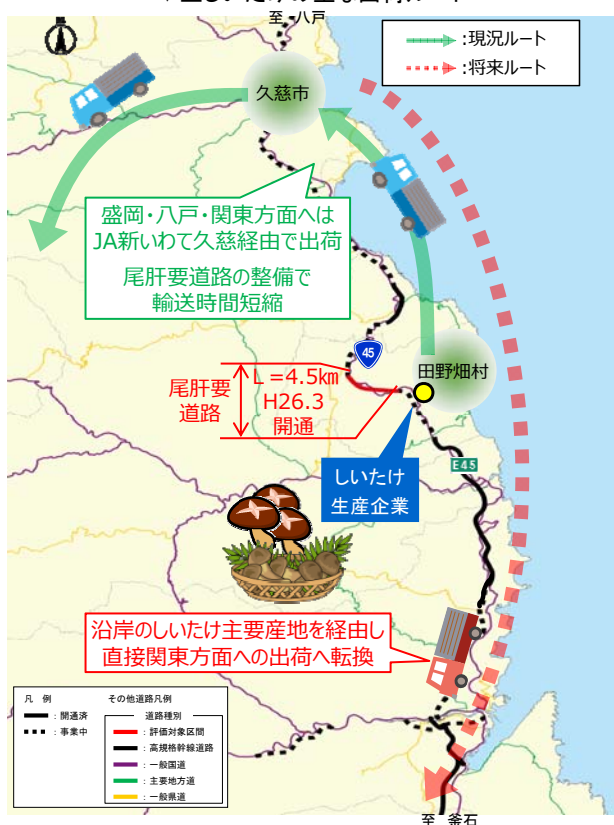 至 八戸
:現況ルート
:将来ルート
久慈市
盛岡・八戸・関東方面へは
JA新いわて久慈経由で出荷
尾肝要道路の整備で
輸送時間短縮
45
田野畑村
尾肝要
道路
L=4.5km
H26.3
開通
E45
しいたけ
生産企業
沿岸のしいたけ主要産地を経由し
直接関東方面への出荷へ転換
凡 例
:開通済
:事業中
その他道路凡例
道路種別
:評価対象区間
:高規格幹線道路
:一般国道
:主要地方道
:一般県道
至 釜石